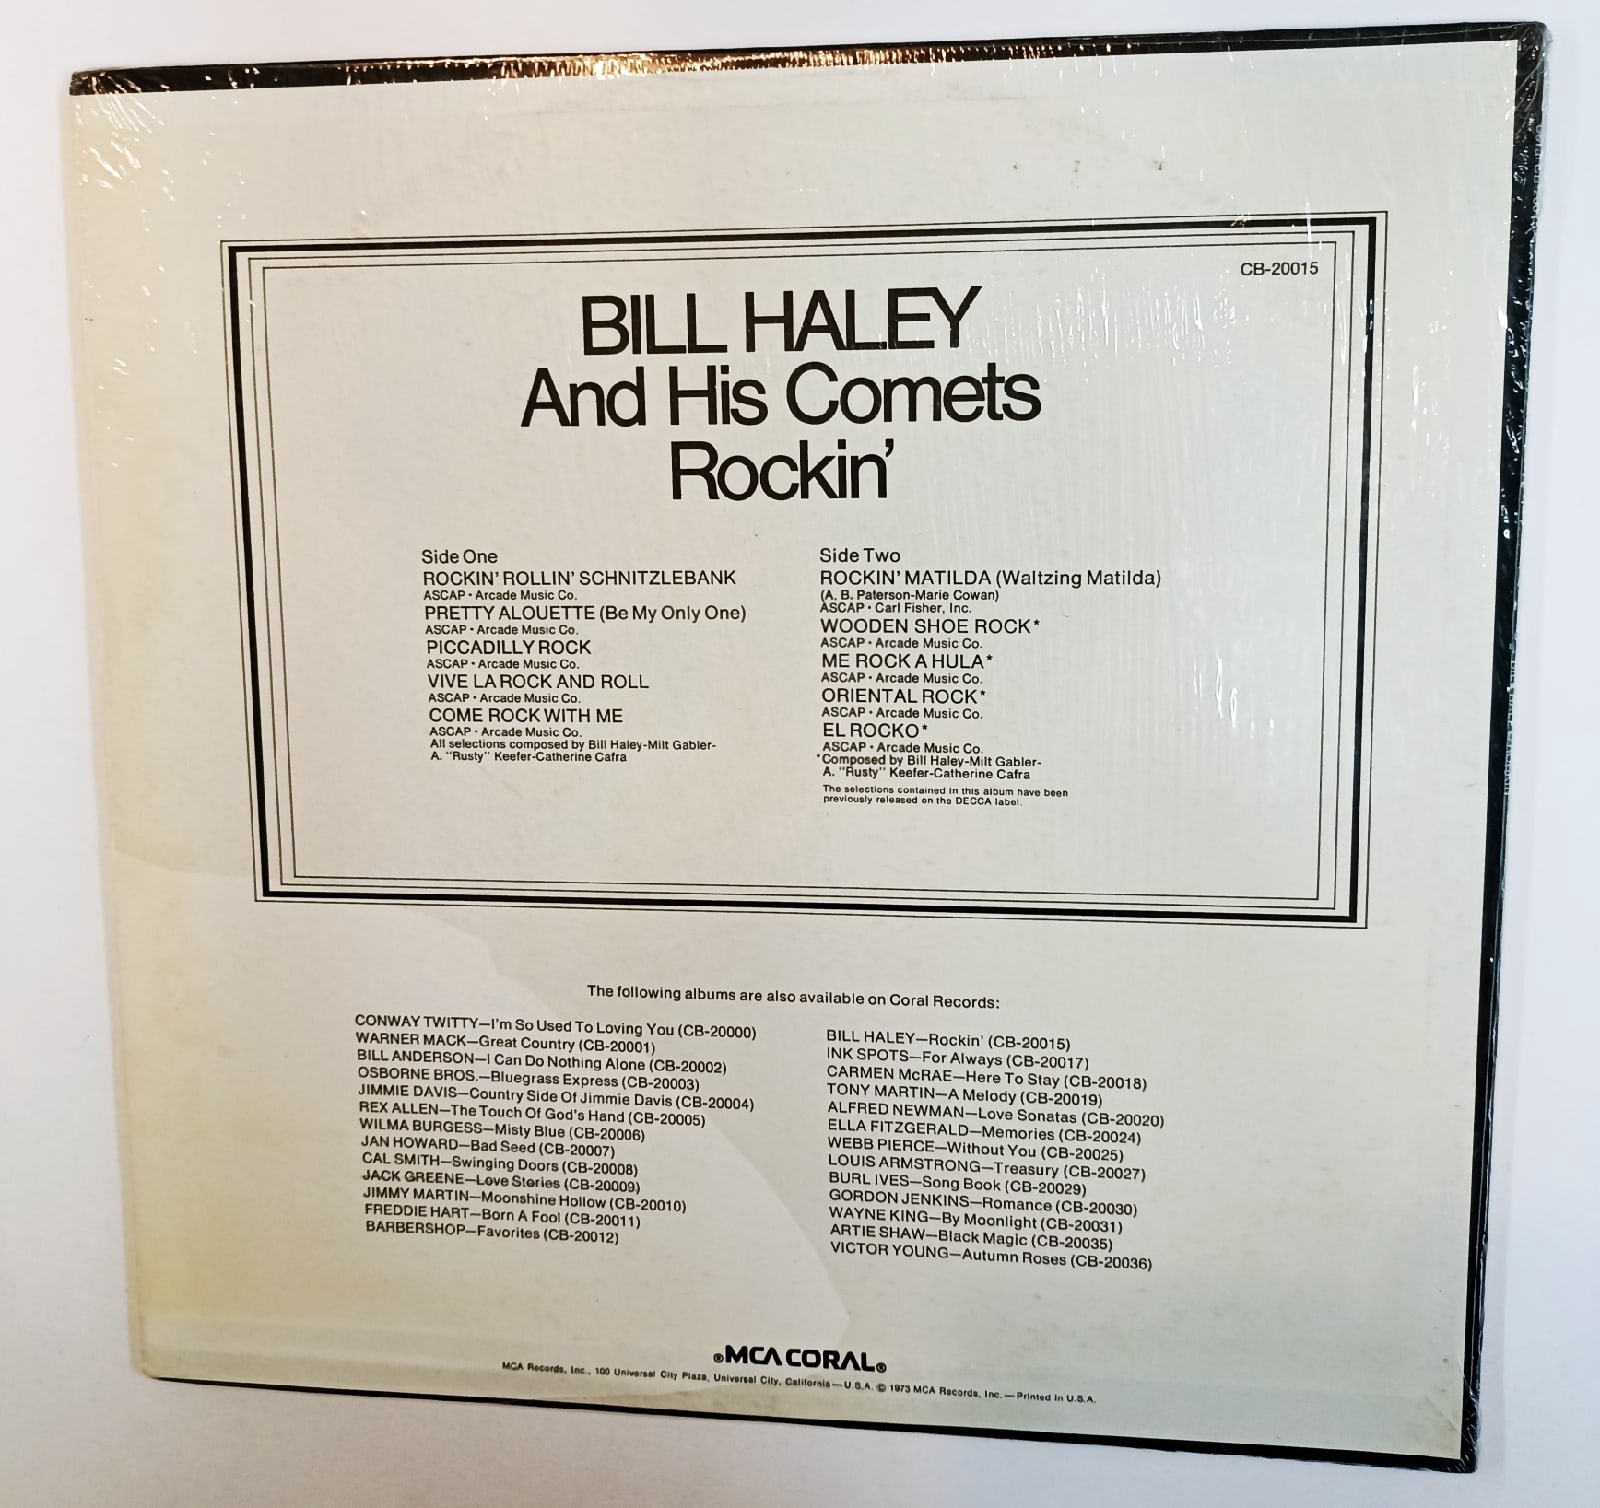 CB-20015
BILL HALEY
And His Comets
Rockin'
Side One
ROCKIN' ROLLIN' SCHNITZLEBANK
ASCAP • Arcade Music Co.
PRETTY ALOUETTE (Be My Only One)
ASCAP • Arcade Music Co.
PICCADILLY ROCK
ASCAP • Arcade Music Co.
VIVE LA ROCK AND ROLL
ASCAP • Arcade Music Co.
COME ROCK WITH ME
ASCAP • Arcade Music Co.
All selections composed by Bill Haley-Milt Gabler-
A. "Rusty" Keefer-Catherine Cafra
Side Two
ROCKIN' MATILDA (Waltzing Matilda)
(A. B. Paterson-Marie Cowan)
ASCAP • Carl Fisher, Inc.
WOODEN SHOE ROCK*
ASCAP • Arcade Music Co.
ME ROCK A HULA*
ASCAP • Arcade Music Co.
ORIENTAL ROCK*
ASCAP • Arcade Music Co.
EL ROCKO*
ASCAP • Arcade Music Co.
*Composed by Bill Haley-Milt Gabler-
A. "Rusty" Keefer-Catherine Cafra
The selections contained in this album have been
previously released on the DECCA label.
The following albums are also available on Coral Records:
CONWAY TWITTY—I'm So Used To Loving You (CB-20000)
WARNER MACK—Great Country (CB-20001)
BILL ANDERSON—I Can Do Nothing Alone (CB-20002)
OSBORNE BROS.—Bluegrass Express (CB-20003)
JIMMIE DAVIS—Country Side Of Jimmie Davis (CB-20004)
REX ALLEN—The Touch Of God's Hand (CB-20005)
WILMA BURGESS—Misty Blue (CB-20006)
JAN HOWARD—Bad Seed (CB-20007)
CAL SMITH—Swinging Doors (CB-20008)
JACK GREENE—Love Stories (CB-20009)
JIMMY MARTIN—Moonshine Hollow (CB-20010)
FREDDIE HART—Born A Fool (CB-20011)
BARBERSHOP—Favorites (CB-20012)
BILL HALEY—Rockin' (CB-20015)
INK SPOTS—For Always (CB-20017)
CARMEN McRAE—Here To Stay (CB-20018)
TONY MARTIN—A Melody (CB-20019)
ALFRED NEWMAN—Love Sonatas (CB-20020)
ELLA FITZGERALD—Memories (CB-20024)
WEBB PIERCE—Without You (CB-20025)
LOUIS ARMSTRONG—Treasury (CB-20027)
BURL IVES—Song Book (CB-20029)
GORDON JENKINS—Romance (CB-20030)
WAYNE KING—By Moonlight (CB-20031)
ARTIE SHAW—Black Magic (CB-20035)
VICTOR YOUNG—Autumn Roses (CB-20036)
®MCA CORAL®
MCA Records, Inc., 100 Universal City Plaza, Universal City, California—U.S.A. © 1973 MCA Records, Inc.—Printed in U.S.A.